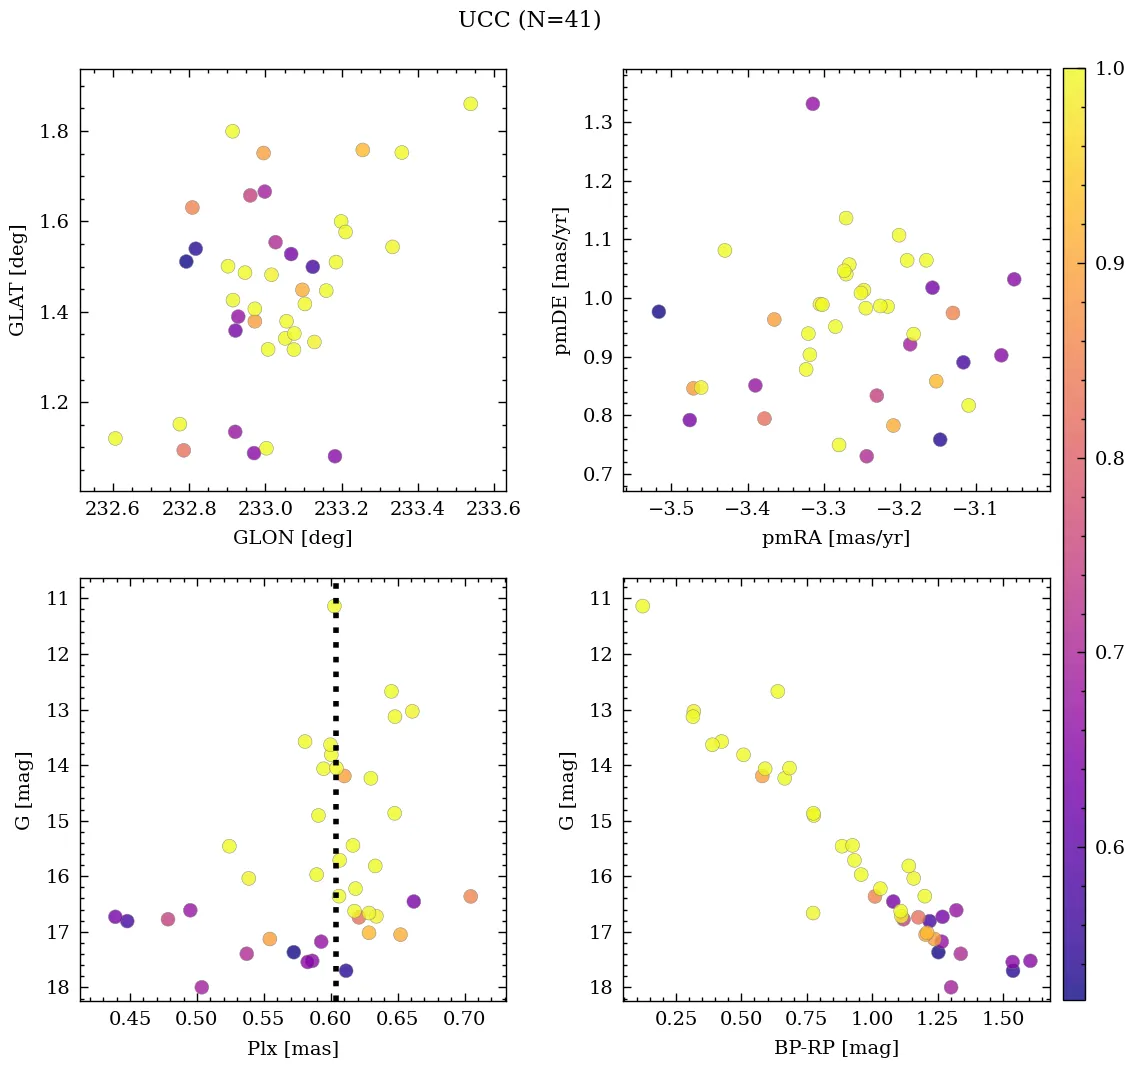 UCC (N=41)
1.8
1.6
1.4
1.2
GLAT [deg]
232.6 232.8 233.0 233.2 233.4 233.6
GLON [deg]
1.3
1.2
1.1
1.0
0.9
0.8
0.7
pmDE [mas/yr]
−3.5 −3.4 −3.3 −3.2 −3.1
pmRA [mas/yr]
1.0
0.9
0.8
0.7
0.6
11
12
13
14
15
16
17
18
G [mag]
0.45 0.50 0.55 0.60 0.65 0.70
Plx [mas]
11
12
13
14
15
16
17
18
G [mag]
0.25 0.50 0.75 1.00 1.25 1.50
BP-RP [mag]